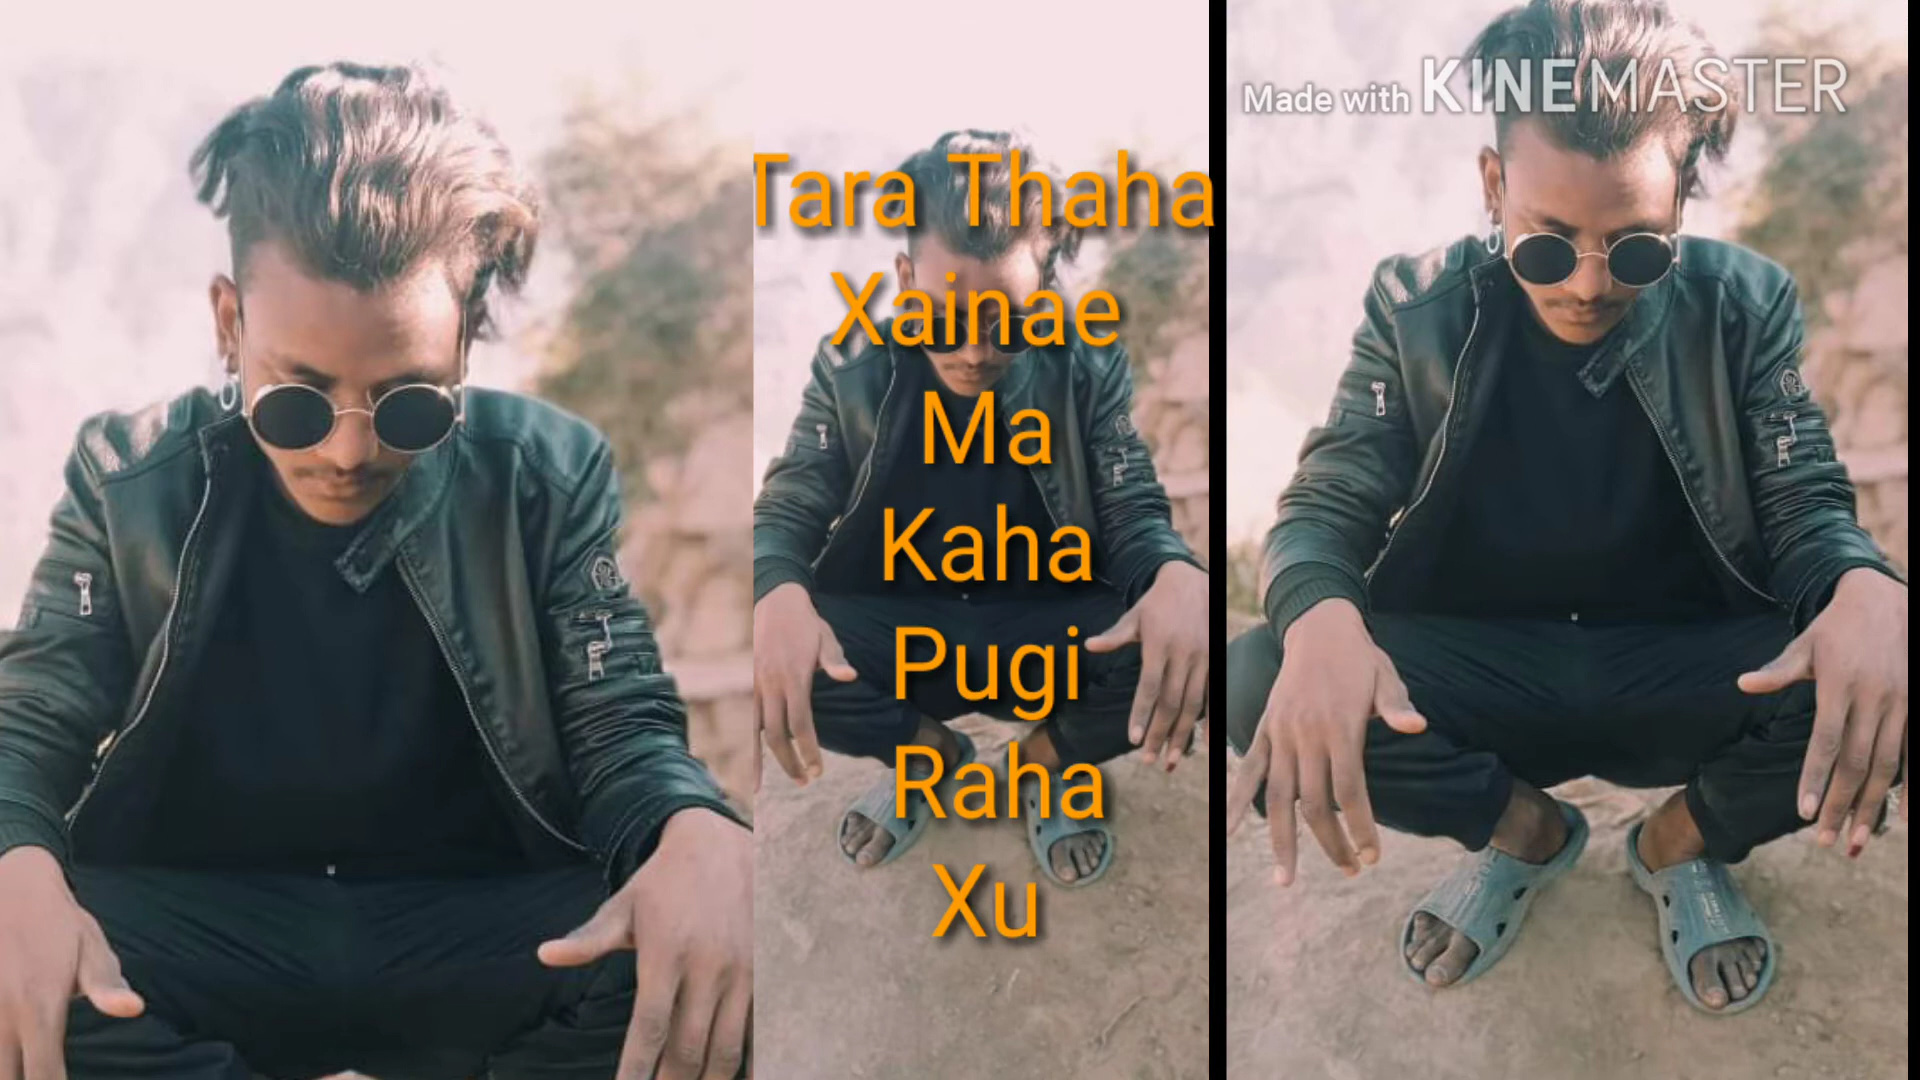 Tara Thaha
Xainae
Ma
Kaha
Pugi
Raha
Xu
Made with KINEMASTER